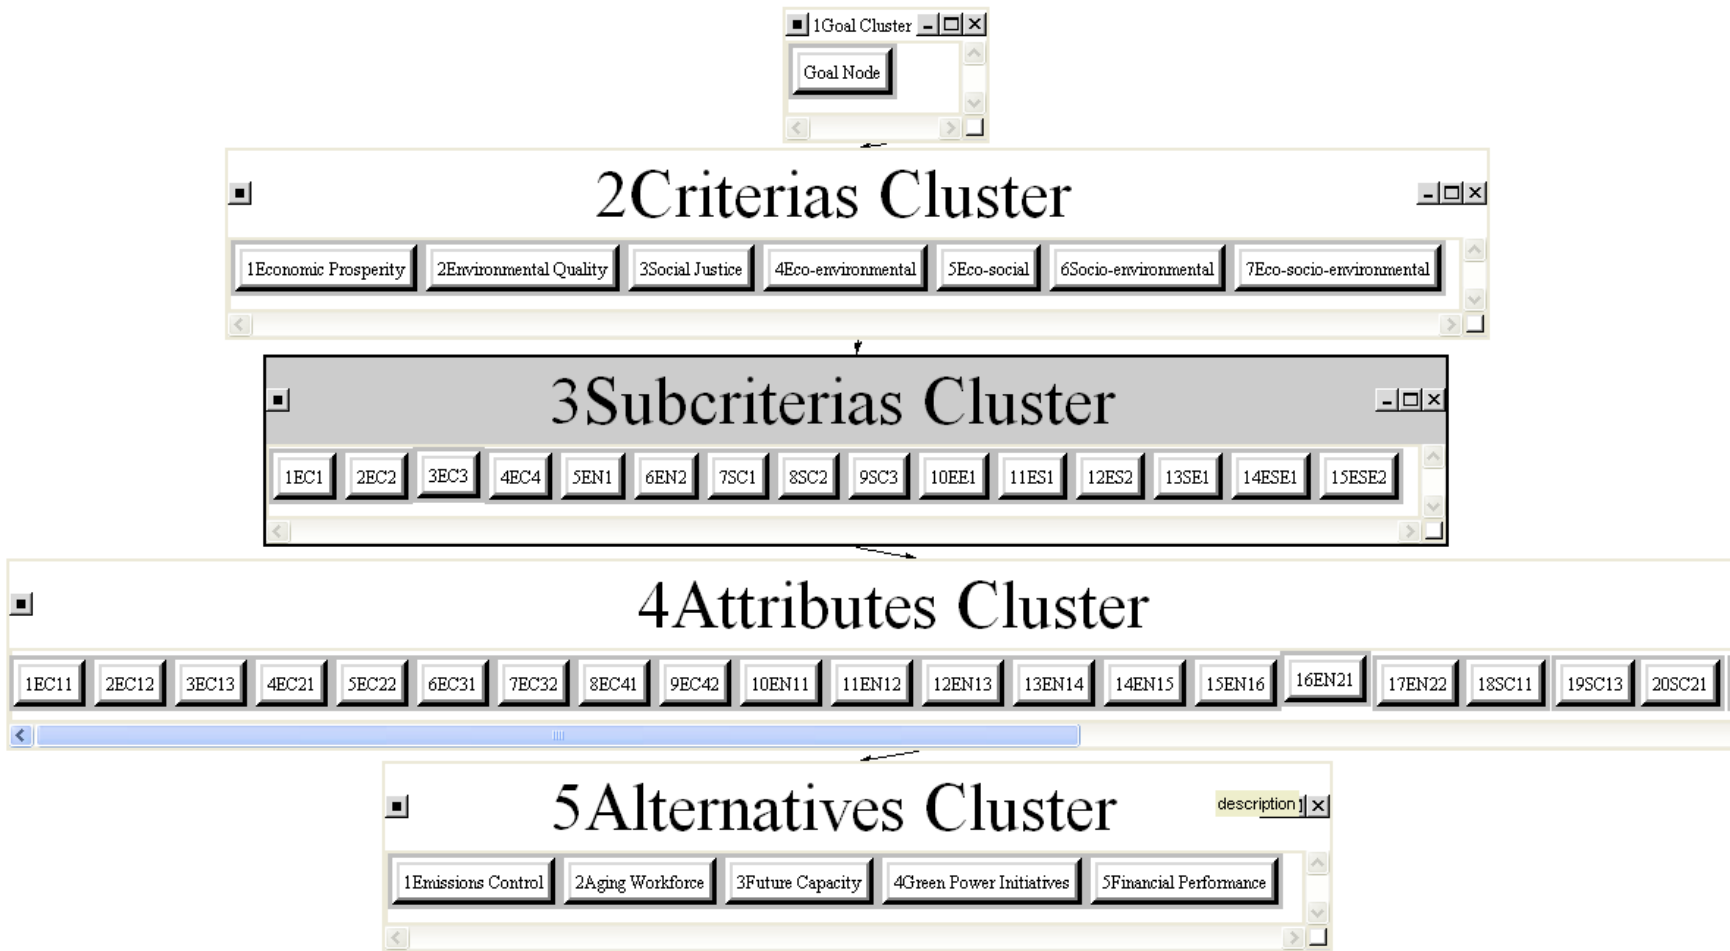 1Goal Cluster
Goal Node
2Criterias Cluster
1Economic Prosperity 2Environmental Quality 3Social Justice 4Eco-environmental 5Eco-social 6Socio-environmental 7Eco-socio-environmental
3Subcriterias Cluster
1EC1 2EC2 3EC3 4EC4 5EN1 6EN2 7SC1 8SC2 9SC3 10EE1 11ES1 12ES2 13SE1 14ESE1 15ESE2
4Attributes Cluster
1EC11 2EC12 3EC13 4EC21 5EC22 6EC31 7EC32 8EC41 9EC42 10EN11 11EN12 12EN13 13EN14 14EN15 15EN16 16EN21 17EN22 18SC11 19SC13 20SC21
5Alternatives Cluster
description
1Emissions Control 2Aging Workforce 3Future Capacity 4Green Power Initiatives 5Financial Performance